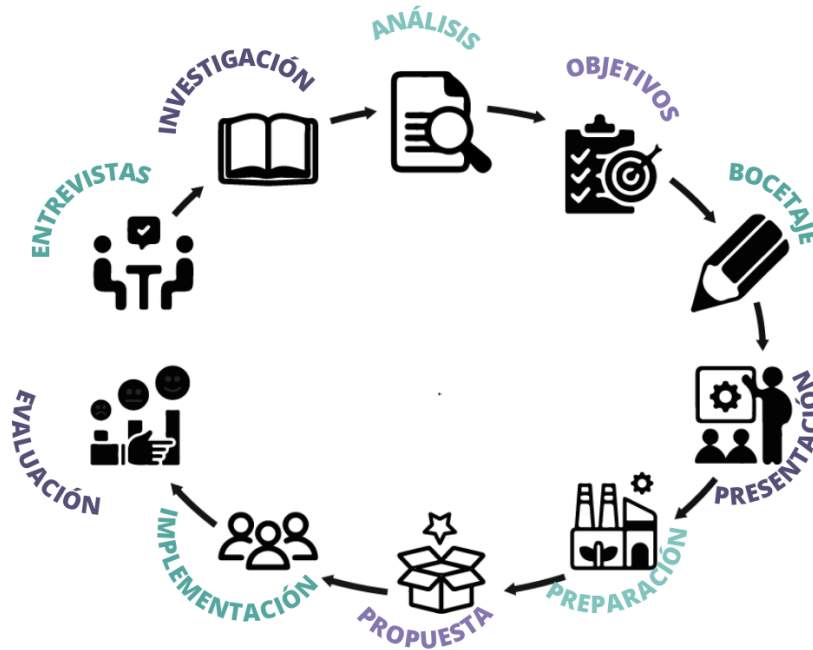 ENTREVISTAS
INVESTIGACIÓN
ANÁLISIS
OBJETIVOS
BOCETAJE
PRESENTACIÓN
PREPARACIÓN
PROPUESTA
IMPLEMENTACIÓN
EVALUACIÓN